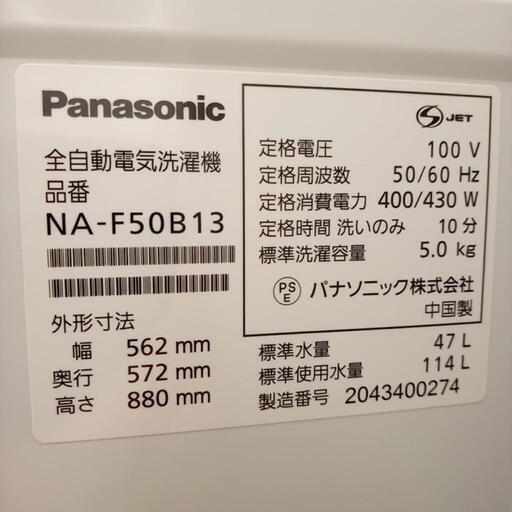 Panasonic
全自動電気洗濯機
品番
NA-F50B13
外形寸法
幅 562 mm
奥行 572 mm
高さ 880 mm
S JET
定格電圧 100 V
定格周波数 50/60 Hz
定格消費電力 400/430 W
定格時間 洗いのみ 10 分
標準洗濯容量 5.0 kg
PS E パナソニック株式会社
中国製
標準水量 47 L
標準使用水量 114 L
製造番号 2043400274